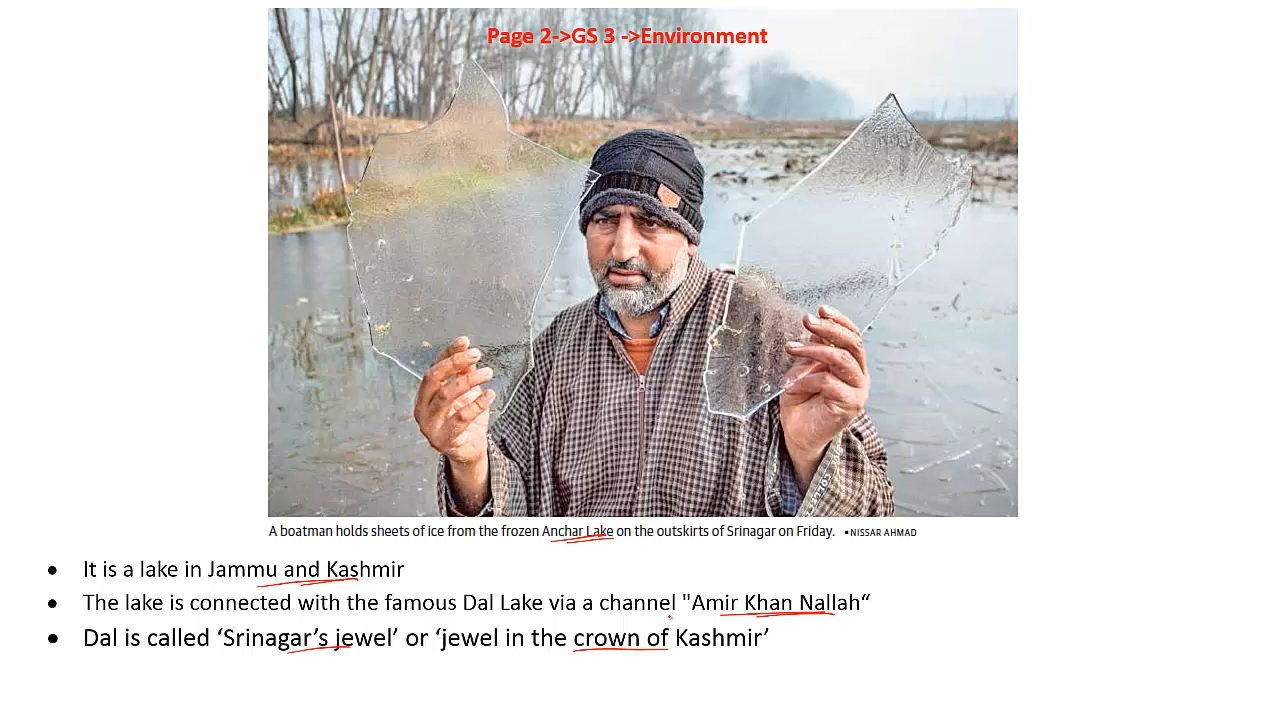 Page 2->GS 3 ->Environment
A boatman holds sheets of ice from the frozen Anchar Lake on the outskirts of Srinagar on Friday. ▪NISSAR AHMAD
• It is a lake in Jammu and Kashmir
• The lake is connected with the famous Dal Lake via a channel "Amir Khan Nallah“
• Dal is called ‘Srinagar’s jewel’ or ‘jewel in the crown of Kashmir’